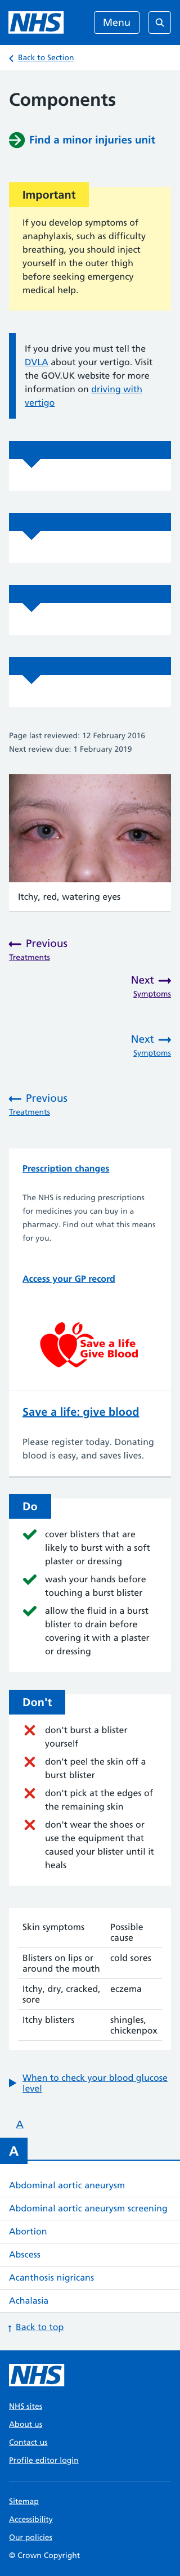 NHS
Menu
Back to Section
Components
Find a minor injuries unit
Important
If you develop symptoms of
anaphylaxis, such as difficulty
breathing, you should inject
yourself in the outer thigh
before seeking emergency
medical help.
If you drive you must tell the
DVLA about your vertigo. Visit
the GOV.UK website for more
information on driving with
vertigo
Page last reviewed: 12 February 2016
Next review due: 1 February 2019
Itchy, red, watering eyes
Previous
Treatments
Next
Symptoms
Next
Symptoms
Previous
Treatments
Prescription changes
The NHS is reducing prescriptions
for medicines you can buy in a
pharmacy. Find out what this means
for you.
Access your GP record
Save a life
Give Blood
Save a life: give blood
Please register today. Donating
blood is easy, and saves lives.
Do
cover blisters that are
likely to burst with a soft
plaster or dressing
wash your hands before
touching a burst blister
allow the fluid in a burst
blister to drain before
covering it with a plaster
or dressing
Don't
don't burst a blister
yourself
don't peel the skin off a
burst blister
don't pick at the edges of
the remaining skin
don't wear the shoes or
use the equipment that
caused your blister until it
heals
Skin symptoms Possible
cause
Blisters on lips or cold sores
around the mouth
Itchy, dry, cracked, eczema
sore
Itchy blisters shingles,
chickenpox
When to check your blood glucose
level
A
A
Abdominal aortic aneurysm
Abdominal aortic aneurysm screening
Abortion
Abscess
Acanthosis nigricans
Achalasia
Back to top
NHS
NHS sites
About us
Contact us
Profile editor login
Sitemap
Accessibility
Our policies
© Crown Copyright